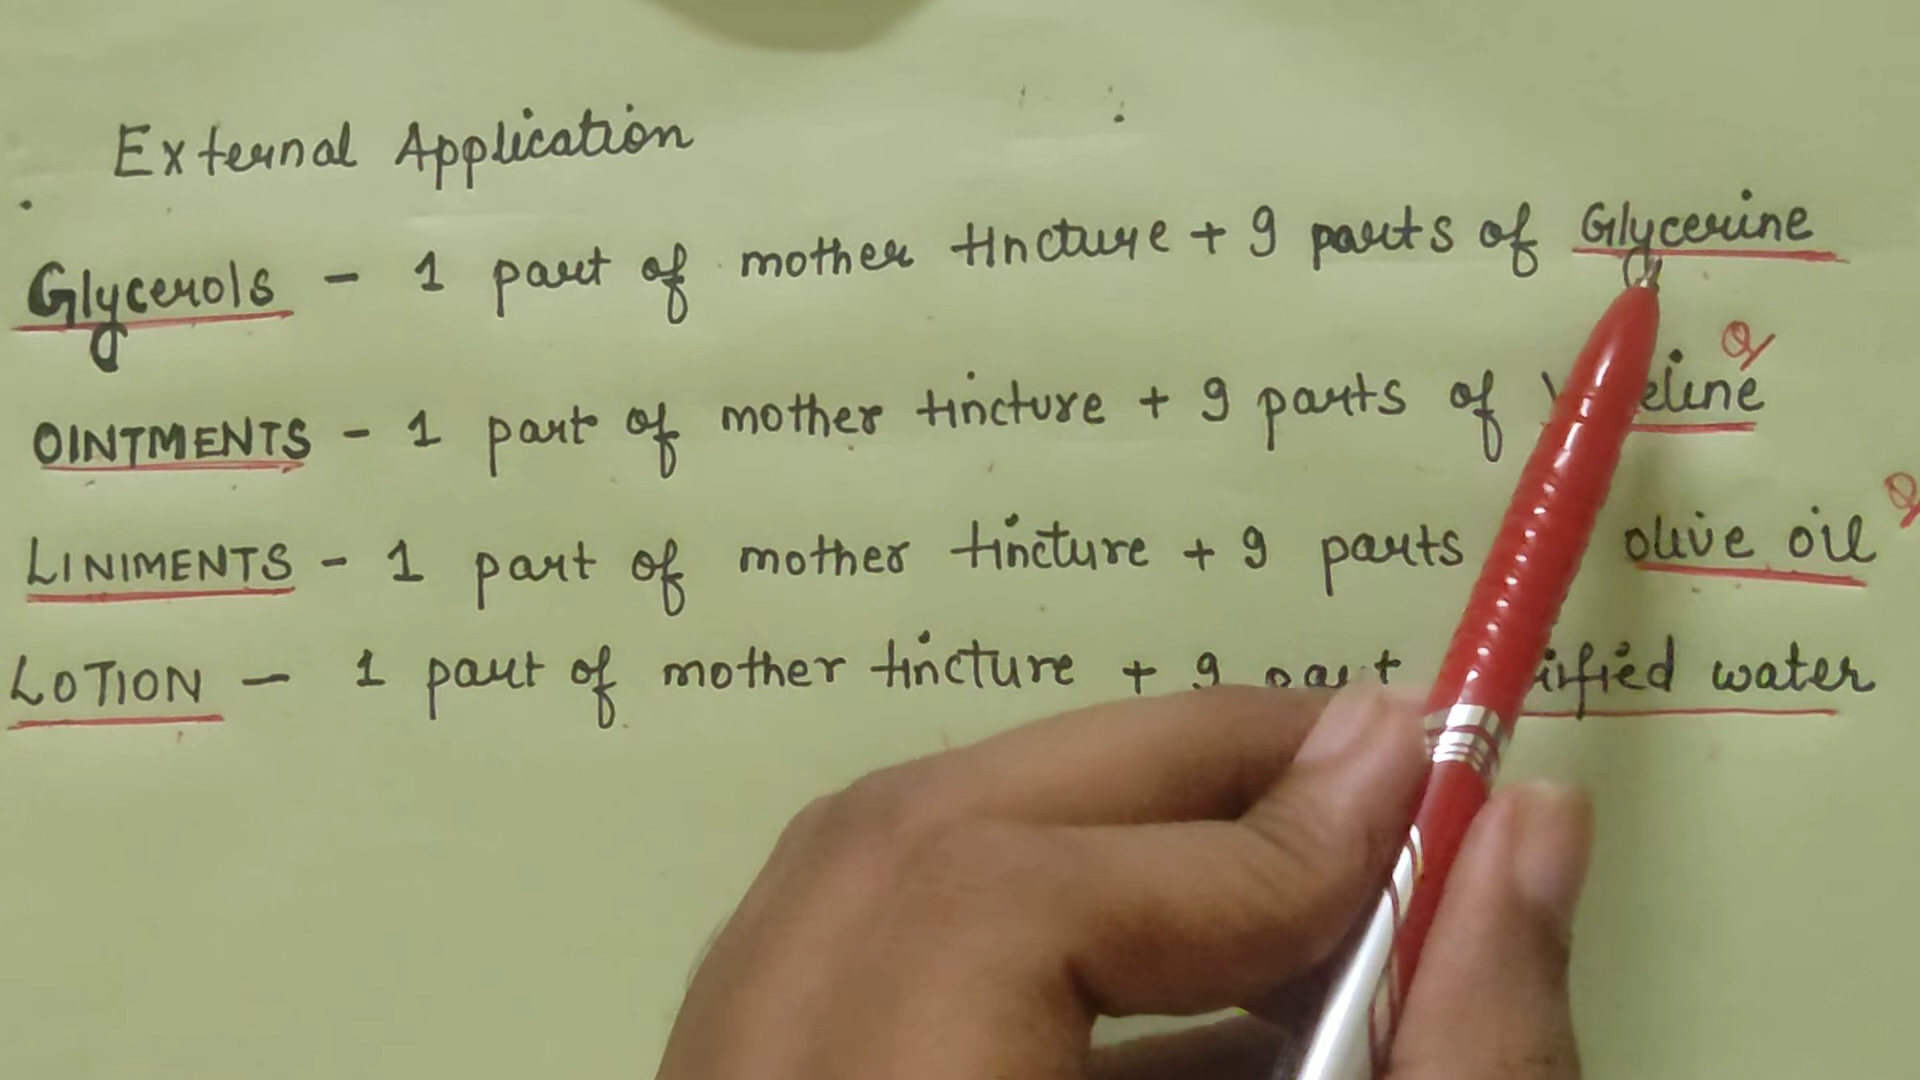 External Application
Glycerols - 1 part of mother tincture + 9 parts of Glycerine
Q
OINTMENTS - 1 part of mother tincture + 9 parts of
Q
LINIMENTS - 1 part of mother tincture + 9 parts olive oil
LOTION - 1 part of mother tincture + 9 part water